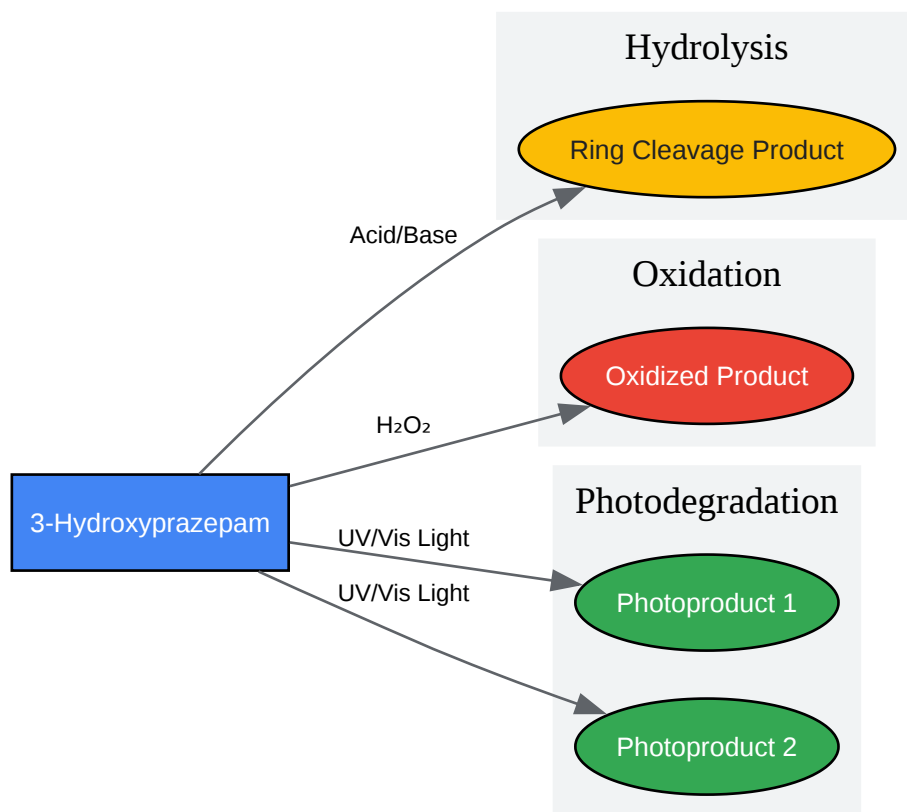 Hydrolysis
Ring Cleavage Product
Acid/Base
Oxidation
Oxidized Product
H₂O₂
3-Hydroxyprazepam
Photodegradation
UV/Vis Light
Photoproduct 1
UV/Vis Light
Photoproduct 2